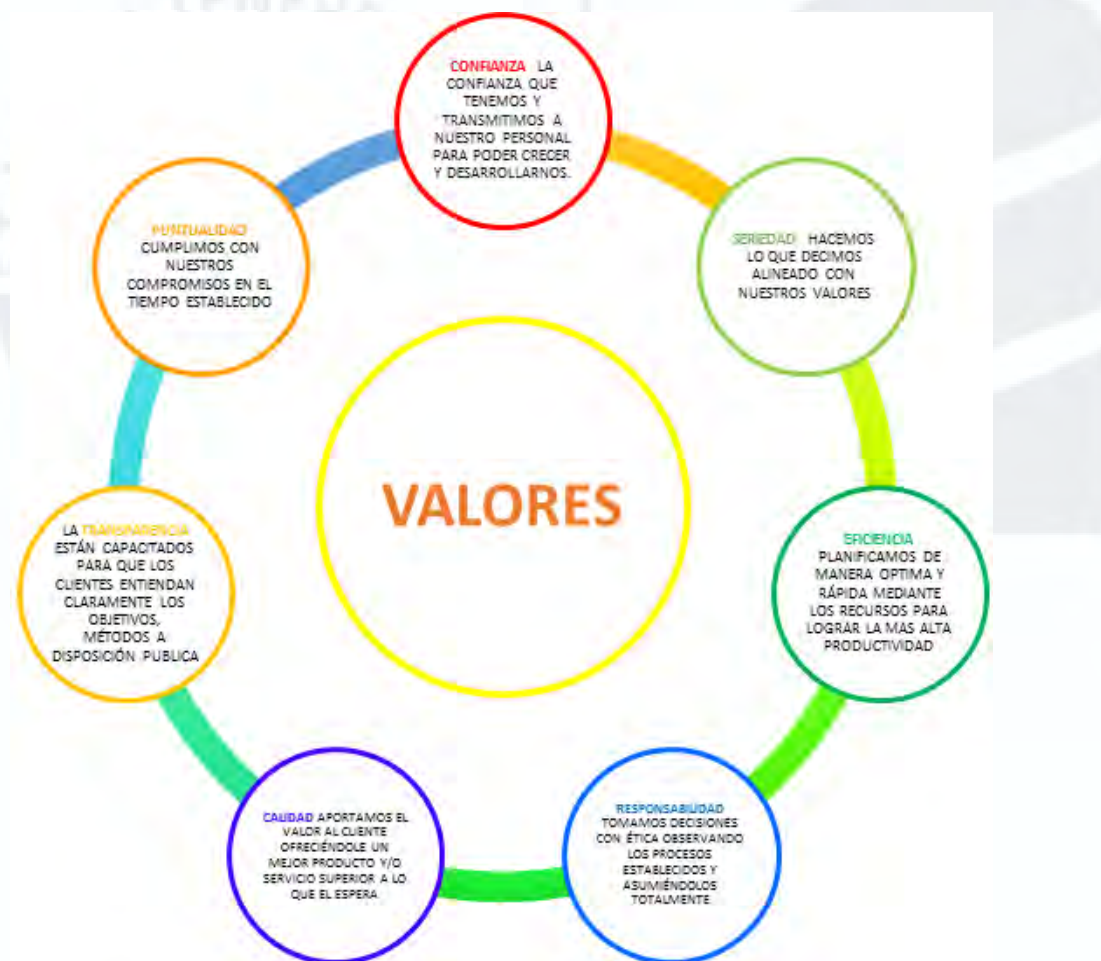 CONFIANZA LA
CONFIANZA QUE
TENEMOS Y
TRANSMITIMOS A
NUESTRO PERSONAL
PARA PODER CRECER
Y DESARROLLARNOS.
SERIEDAD HACEMOS
LO QUE DECIMOS
ALINEADO CON
NUESTROS VALORES
EFICIENCIA
PLANIFICAMOS DE
MANERA OPTIMA Y
RÁPIDA MEDIANTE
LOS RECURSOS PARA
LOGRAR LA MAS ALTA
PRODUCTIVIDAD
RESPONSABILIDAD
TOMAMOS DECISIONES
CON ÉTICA OBSERVANDO
LOS PROCESOS
ESTABLECIDOS Y
ASUMIÉNDOLOS
TOTALMENTE
CALIDAD APORTAMOS EL
VALOR AL CLIENTE
OFRECIÉNDOLE UN
MEJOR PRODUCTO Y/O
SERVICIO SUPERIOR A LO
QUE EL ESPERA
LA TRANSPARENCIA
ESTÁN CAPACITADOS
PARA QUE LOS
CLIENTES ENTIENDAN
CLARAMENTE LOS
OBJETIVOS,
MÉTODOS A
DISPOSICIÓN PUBLICA
PUNTUALIDAD
CUMPLIMOS CON
NUESTROS
COMPROMISOS EN EL
TIEMPO ESTABLECIDO
VALORES